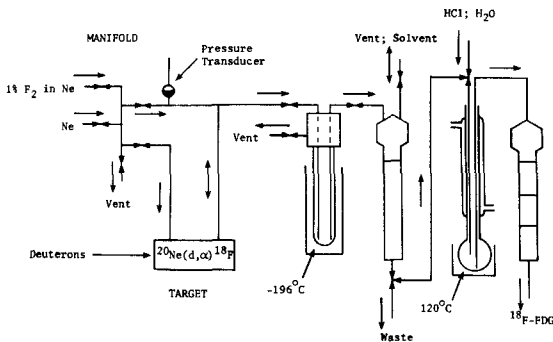 HCl; H₂O
MANIFOLD
Vent; Solvent
Pressure
Transducer
1% F₂ in Ne
Ne
Vent
Vent
Deuterons
²⁰Ne(d,α)¹⁸F
TARGET
-196°C
120°C
Waste
¹⁸F-FDG